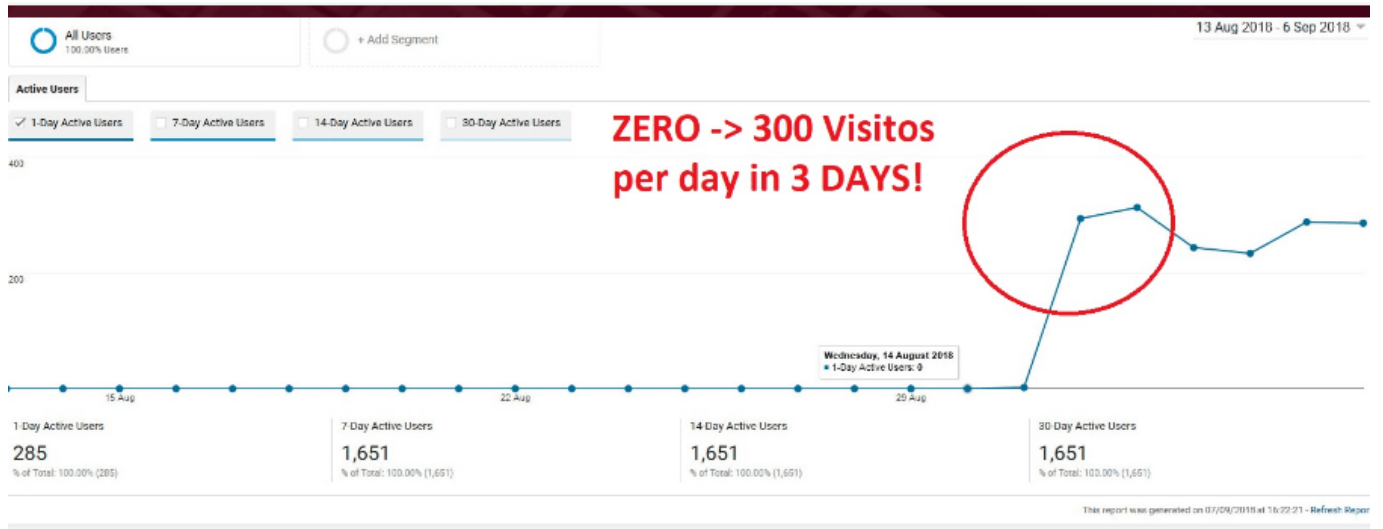 All Users
100.00% Users
+ Add Segment
13 Aug 2018 - 6 Sep 2018
Active Users
1-Day Active Users
7-Day Active Users
14-Day Active Users
30-Day Active Users
ZERO -> 300 Visitos
per day in 3 DAYS!
400
200
Wednesday, 14 August 2018
1-Day Active Users: 0
15 Aug
22 Aug
29 Aug
1-Day Active Users
7-Day Active Users
14-Day Active Users
30-Day Active Users
285
1,651
1,651
1,651
% of Total: 100.00% (285)
% of Total: 100.00% (1,651)
% of Total: 100.00% (1,651)
% of Total: 100.00% (1,651)
This report was generated on 07/09/2018 at 16:22:21 - Refresh Repor